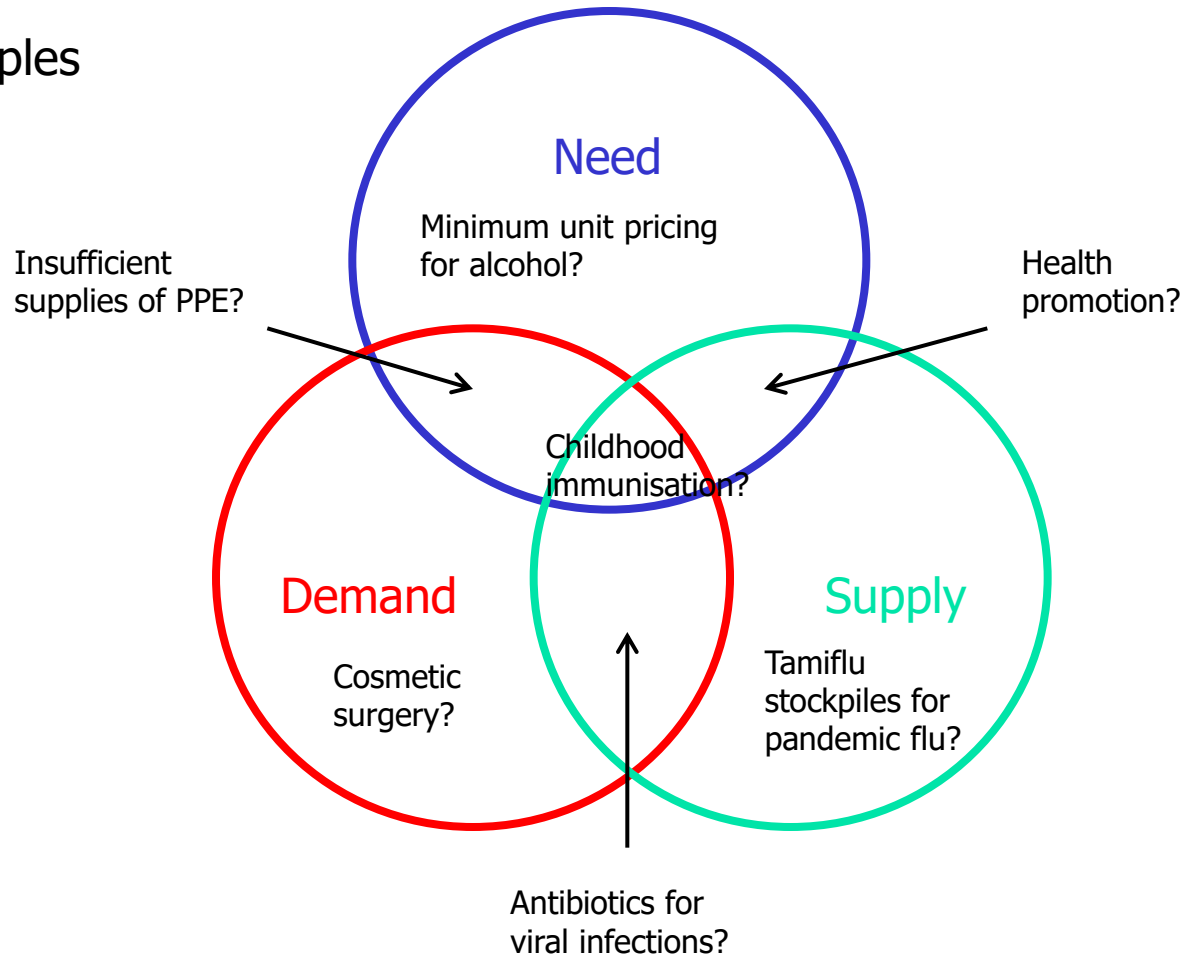 Need
Minimum unit pricing
for alcohol?
Insufficient
supplies of PPE?
Health
promotion?
Childhood
immunisation?
Demand
Supply
Cosmetic
surgery?
Tamiflu
stockpiles for
pandemic flu?
Antibiotics for
viral infections?